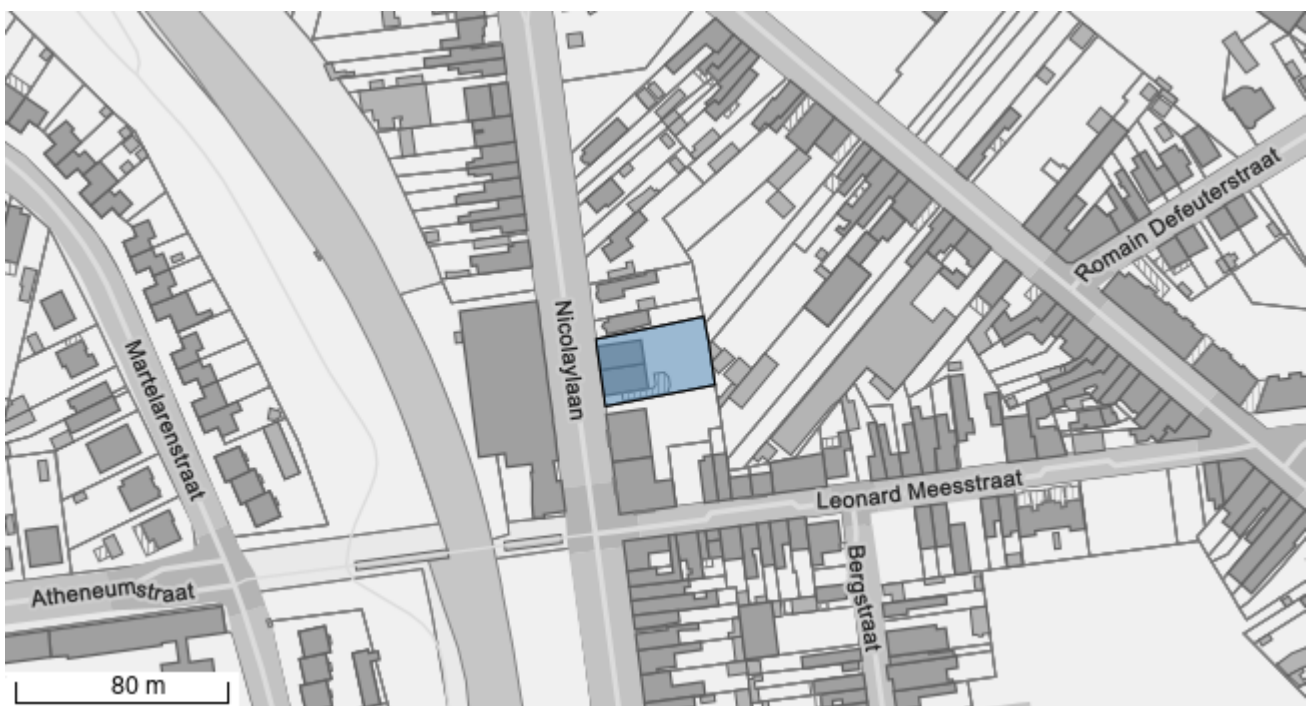 Romain Defeuterstraat
Nicolaylaan
Martelarenstraat
Leonard Meesstraat
Bergstraat
Atheneumstraat
80 m